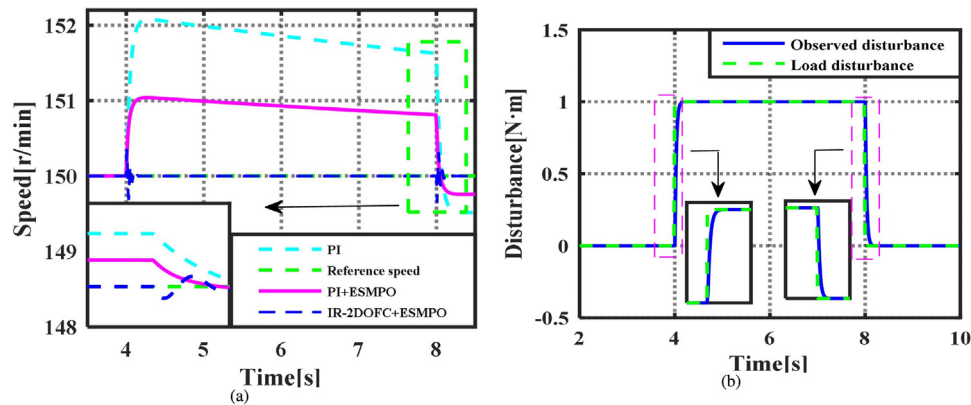 152
151
150
149
148
Speed[r/min]
PI
Reference speed
PI+ESMPO
IR-2DOFC+ESMPO
4 5 6 7 8
Time[s]
(a)
1.5
1
0.5
0
-0.5
Disturbance[N·m]
Observed disturbance
Load disturbance
2 4 6 8 10
Time[s]
(b)